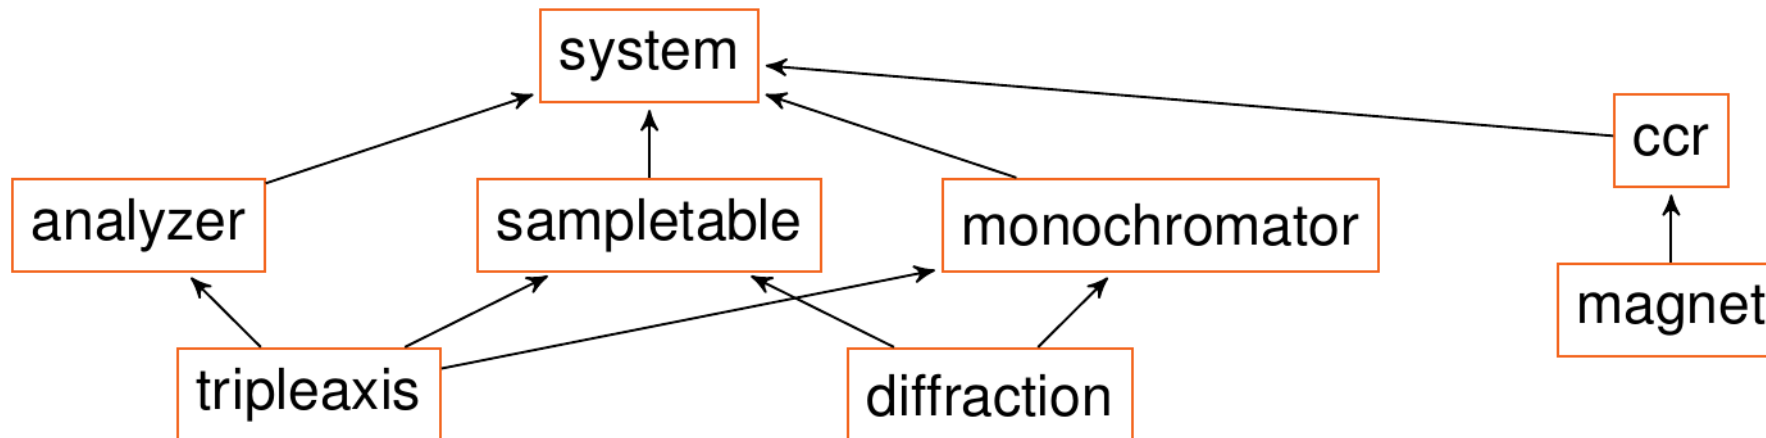 system
ccr
analyzer
sampletable
monochromator
magnet
tripleaxis
diffraction